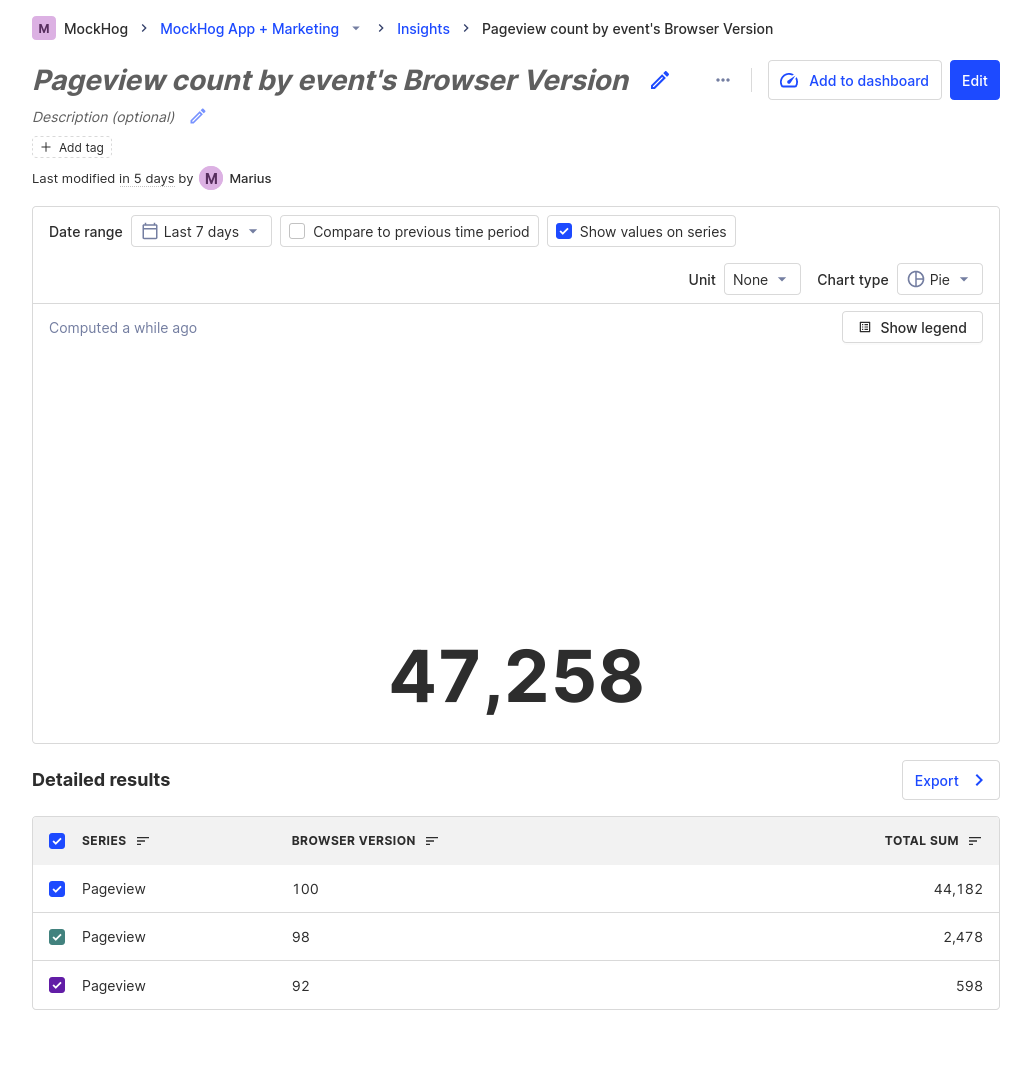 M MockHog MockHog App + Marketing Insights Pageview count by event's Browser Version
Pageview count by event's Browser Version
Add to dashboard
Edit
Description (optional)
Add tag
Last modified in 5 days by M Marius
Date range Last 7 days Compare to previous time period Show values on series
Unit None Chart type Pie
Computed a while ago Show legend
47,258
Detailed results Export
SERIES BROWSER VERSION TOTAL SUM
Pageview 100 44,182
Pageview 98 2,478
Pageview 92 598